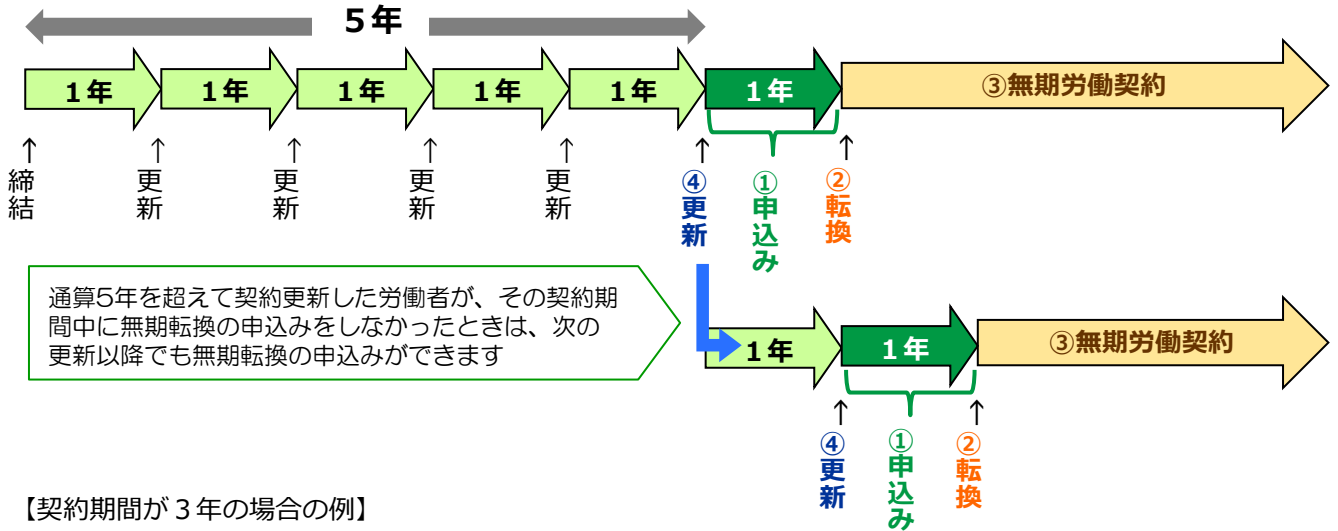 5年
1年 1年 1年 1年 1年 1年 ③無期労働契約
↑締結 ↑更新 ↑更新 ↑更新 ↑更新 ↑④更新 ①申込み ↑②転換
通算5年を超えて契約更新した労働者が、その契約期
間中に無期転換の申込みをしなかったときは、次の
更新以降でも無期転換の申込みができます
1年 1年 ③無期労働契約
↑④更新 ①申込み ↑②転換
【契約期間が３年の場合の例】